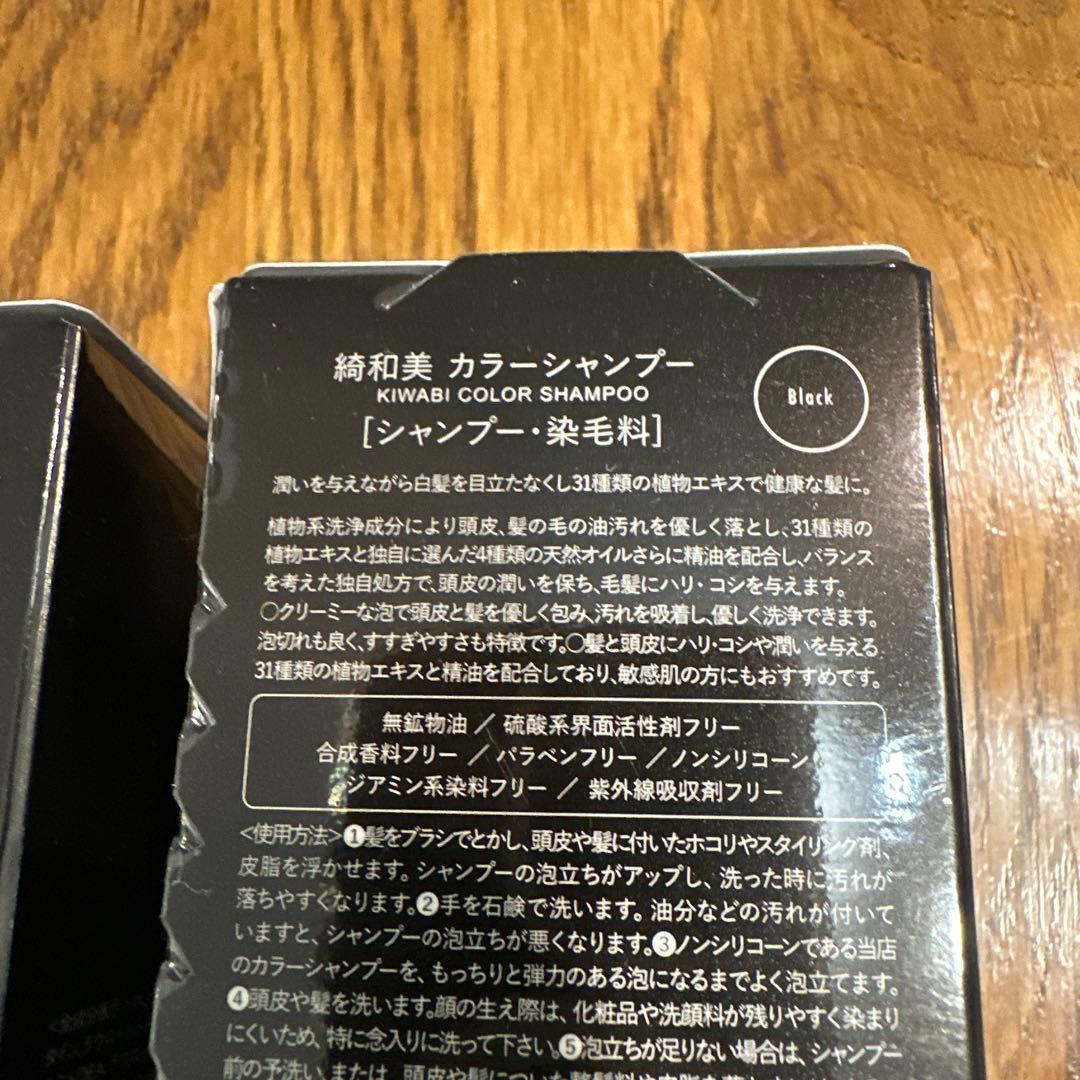 綺和美 カラーシャンプー
KIWABI COLOR SHAMPOO
[シャンプー・染毛料]
Black
潤いを与えながら白髪を目立たなくし31種類の植物エキスで健康な髪に。
植物系洗浄成分により頭皮、髪の毛の油汚れを優しく落とし、31種類の
植物エキスと独自に選んだ4種類の天然オイルさらに精油を配合し、バランス
を考えた独自処方で、頭皮の潤いを保ち、毛髪にハリ・コシを与えます。
〇クリーミーな泡で頭皮と髪を優しく包み、汚れを吸着し、優しく洗浄できます。
泡切れも良く、すすぎやすさも特徴です。〇髪と頭皮にハリ・コシや潤いを与える
31種類の植物エキスと精油を配合しており、敏感肌の方にもおすすめです。
無鉱物油 / 硫酸系界面活性剤フリー
合成香料フリー / パラベンフリー / ノンシリコーン
ジアミン系染料フリー / 紫外線吸収剤フリー
<使用方法>❶髪をブラシでとかし、頭皮や髪に付いたホコリやスタイリング剤、
皮脂を浮かせます。シャンプーの泡立ちがアップし、洗った時に汚れが
落ちやすくなります。❷手を石鹸で洗います。油分などの汚れが付いて
いますと、シャンプーの泡立ちが悪くなります。❸ノンシリコーンである当店
のカラーシャンプーを、もっちりと弾力のある泡になるまでよく泡立てます。
❹頭皮や髪を洗います。顔の生え際は、化粧品や洗顔料が残りやすく染まり
にくいため、特に念入りに洗って下さい。❺泡立ちが足りない場合は、シャンプー
前の予洗い、または、頭皮や髪についた整髪料や皮脂を落